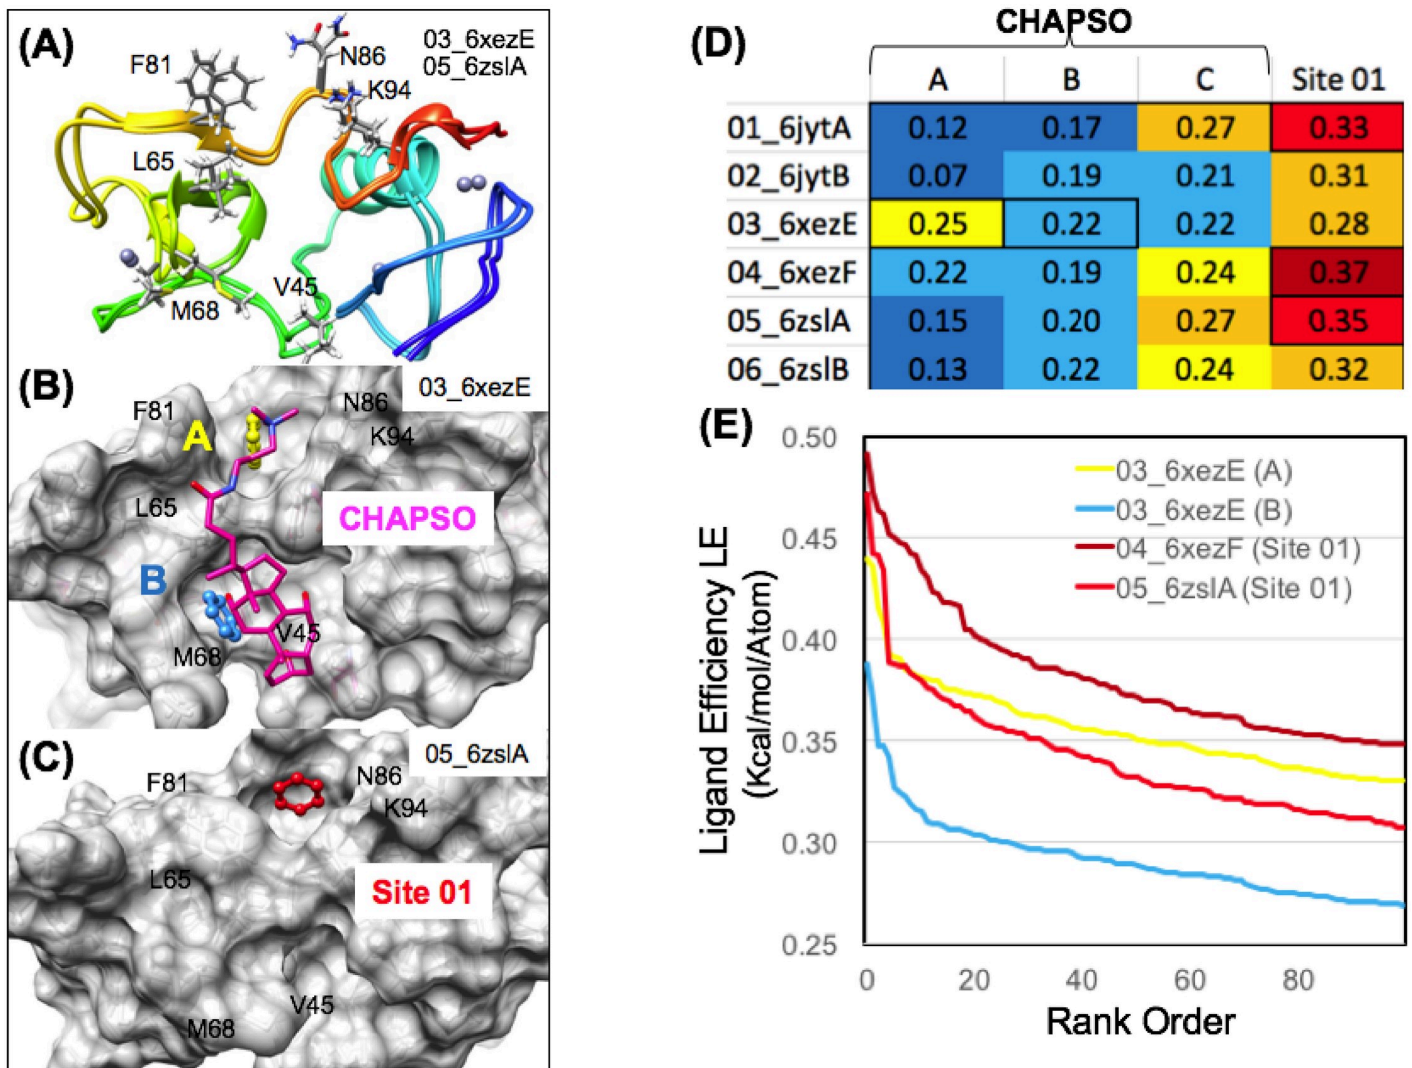 (A)
03_6xezE
05_6zslA
F81
N86
K94
L65
V45
M68
(B)
03_6xezE
F81
N86
A
K94
L65
CHAPSO
B
V45
M68
(C)
05_6zslA
F81
N86
K94
L65
Site 01
V45
M68
(D)
CHAPSO
A B C Site 01
01_6jytA 0.12 0.17 0.27 0.33
02_6jytB 0.07 0.19 0.21 0.31
03_6xezE 0.25 0.22 0.22 0.28
04_6xezF 0.22 0.19 0.24 0.37
05_6zslA 0.15 0.20 0.27 0.35
06_6zslB 0.13 0.22 0.24 0.32
(E)
0.50
0.45
0.40
0.35
0.30
0.25
Ligand Efficiency LE
(Kcal/mol/Atom)
03_6xezE (A)
03_6xezE (B)
04_6xezF (Site 01)
05_6zslA (Site 01)
0 20 40 60 80
Rank Order